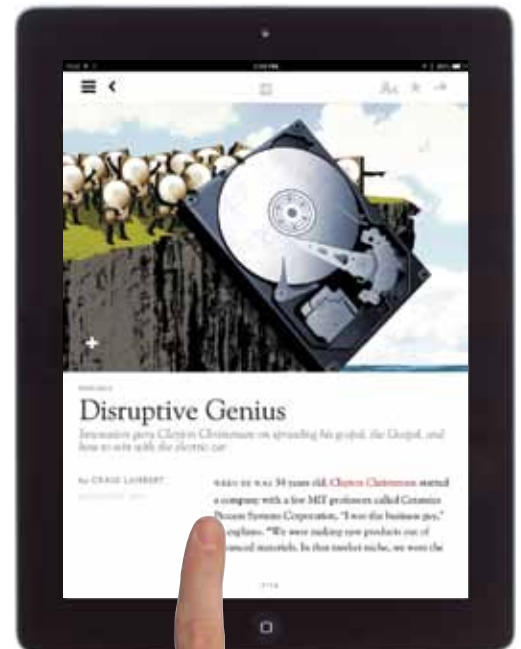 Aa
Disruptive Genius
Innovation guru Clayton Christensen on spreading his gospel, the Gospel, and
how to win with the electric car
by CRAIG LAMBERT
WHEN HE WAS 30 years old, Clayton Christensen started
a company with a few MIT professors called Ceramics
Process Systems Corporation. "I was the business guy,"
explains. "We were making new products out of
advanced materials. In that market niche, we were the